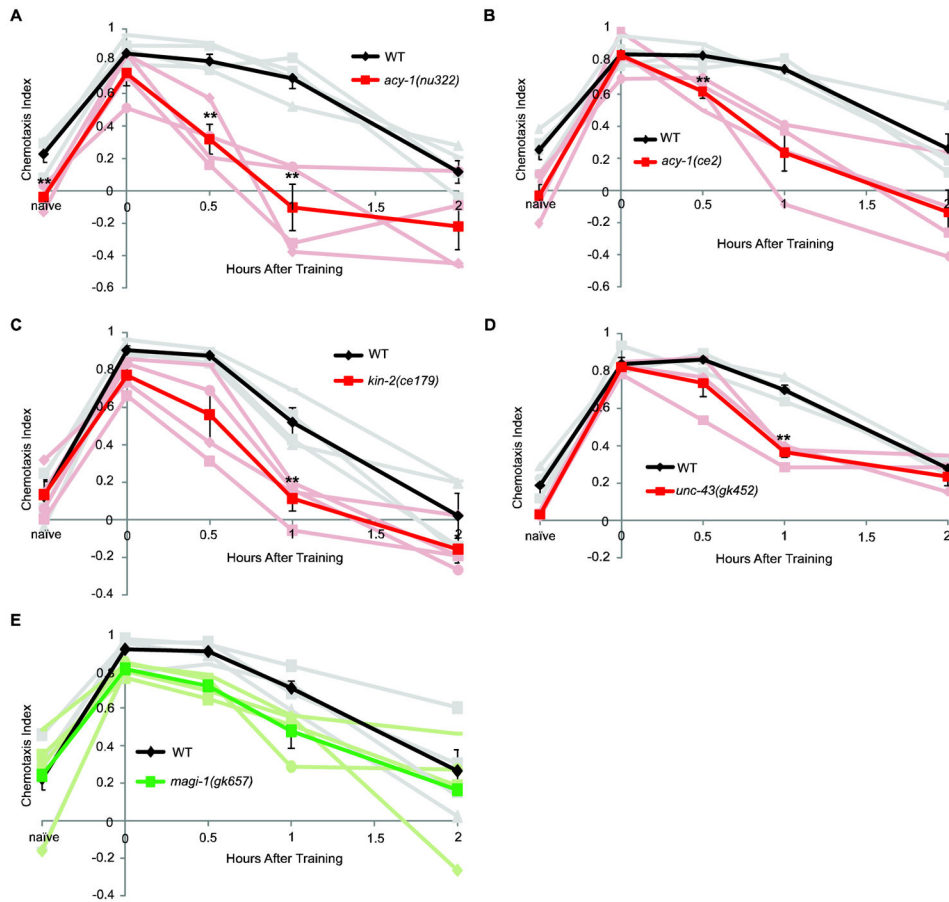 A
Chemotaxis Index
1
0.8
0.6
0.4
0.2
0
-0.2
-0.4
-0.6
naïve
0
0.5
1
1.5
2
Hours After Training
WT
acy-1(nu322)
**
**
**
B
Chemotaxis Index
1
0.8
0.6
0.4
0.2
0
-0.2
-0.4
-0.6
naïve
0
0.5
1
1.5
2
Hours After Training
WT
acy-1(ce2)
**
C
Chemotaxis Index
1
0.8
0.6
0.4
0.2
0
-0.2
-0.4
naïve
0
0.5
1
1.5
2
Hours After Training
WT
kin-2(ce179)
**
D
Chemotaxis Index
1
0.8
0.6
0.4
0.2
0
-0.2
naïve
0
0.5
1
1.5
2
Hours After Training
WT
unc-43(gk452)
**
E
Chemotaxis Index
1
0.8
0.6
0.4
0.2
0
-0.2
-0.4
naïve
0
0.5
1
1.5
2
Hours After Training
WT
magi-1(gk657)